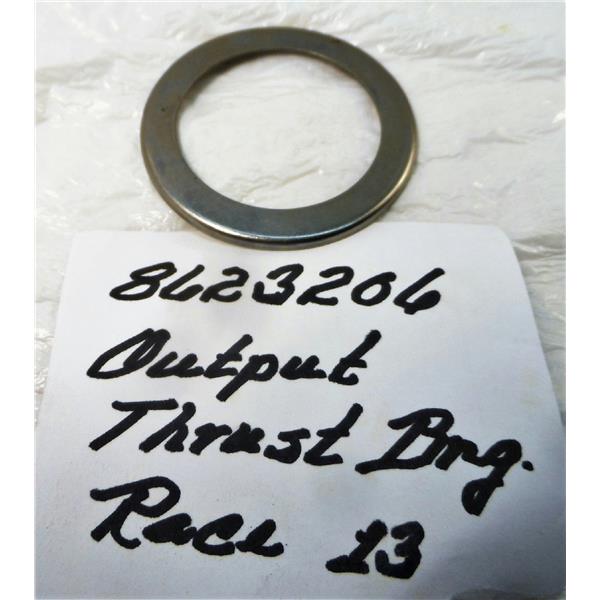 8623206
Output
Thrust Brg.
Race 13